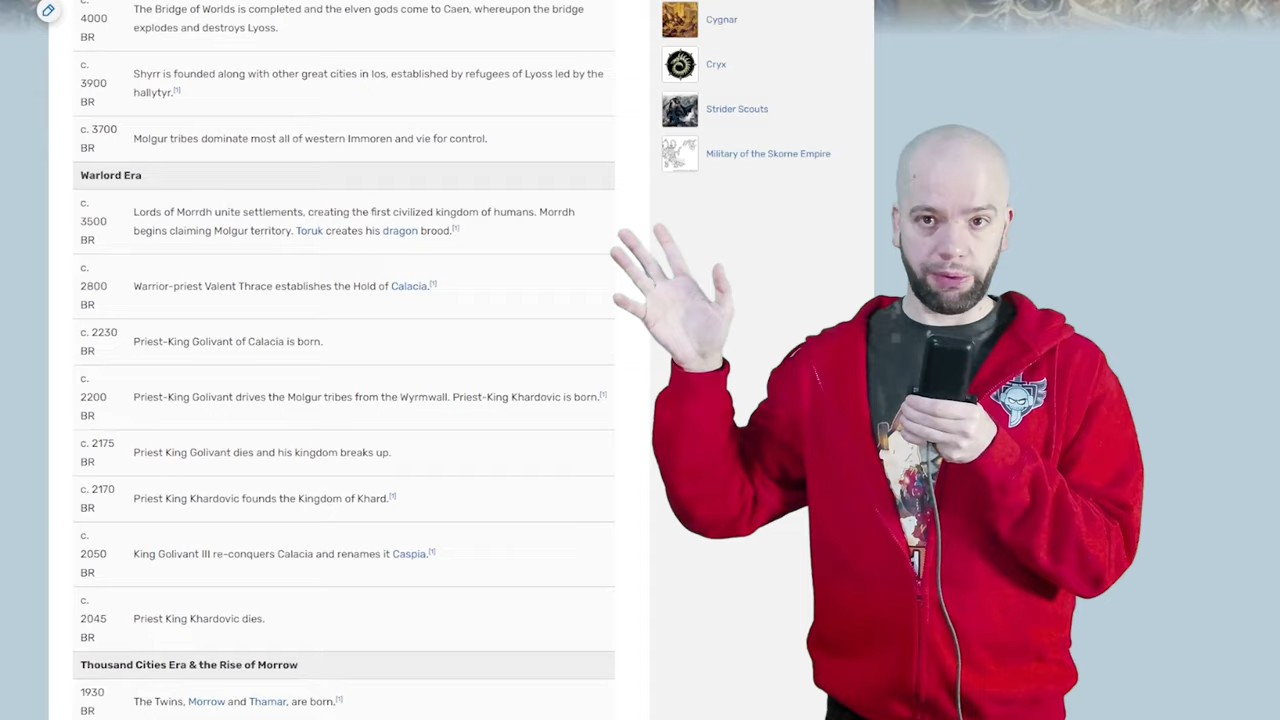 c.
4000
BR
The Bridge of Worlds is completed and the elven gods come to Caen, whereupon the bridge
explodes and destroys Lyoss.
c.
3900
BR
Shyrr is founded along with other great cities in Ios, established by refugees of Lyoss led by the
hallytyr.[1]
c. 3700
BR
Molgur tribes dominate most all of western Immoren and vie for control.
Warlord Era
c.
3500
BR
Lords of Morrdh unite settlements, creating the first civilized kingdom of humans. Morrdh
begins claiming Molgur territory. Toruk creates his dragon brood.[1]
c.
2800
BR
Warrior-priest Valent Thrace establishes the Hold of Calacia.[1]
c. 2230
BR
Priest-King Golivant of Calacia is born.
c.
2200
BR
Priest-King Golivant drives the Molgur tribes from the Wyrmwall. Priest-King Khardovic is born.[1]
c. 2175
BR
Priest King Golivant dies and his kingdom breaks up.
c. 2170
BR
Priest King Khardovic founds the Kingdom of Khard.[1]
c.
2050
BR
King Golivant III re-conquers Calacia and renames it Caspia.[1]
c.
2045
BR
Priest King Khardovic dies.
Thousand Cities Era & the Rise of Morrow
1930
BR
The Twins, Morrow and Thamar, are born.[1]
Cygnar
Cryx
Strider Scouts
Military of the Skorne Empire